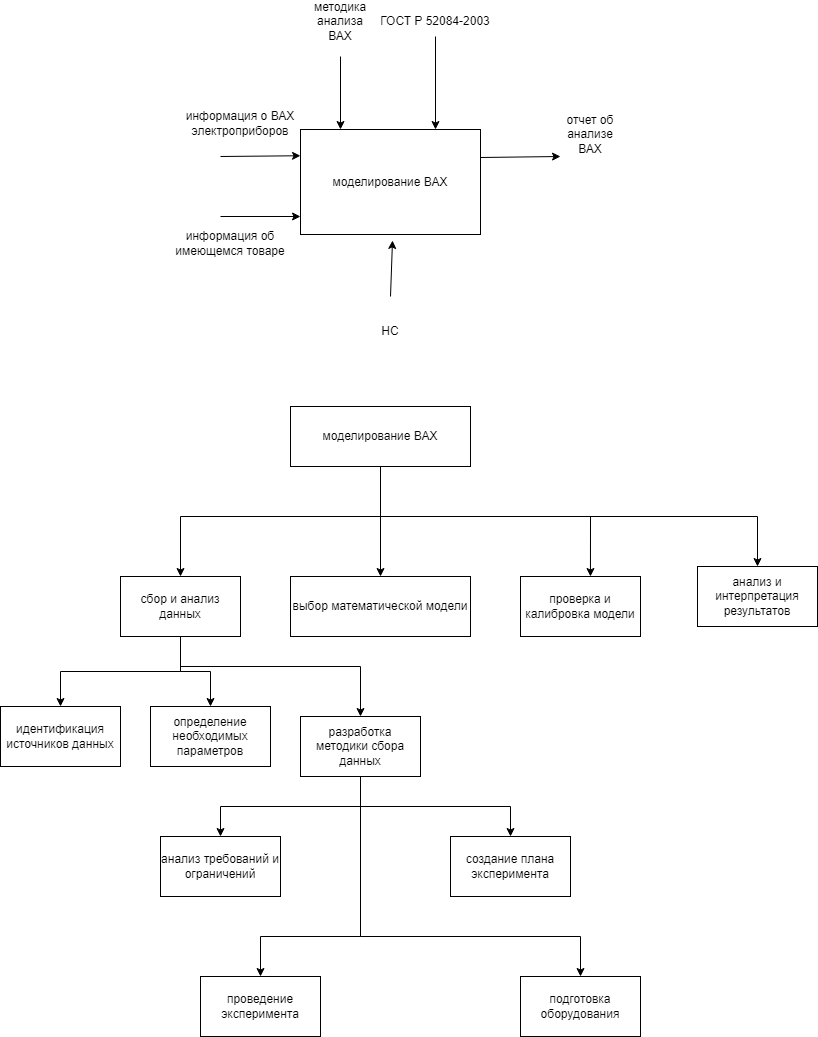 методика
анализа
ВАХ
ГОСТ Р 52084-2003
информация о ВАХ
электроприборов
отчет об
анализе
ВАХ
моделирование ВАХ
информация об
имеющемся товаре
НС
моделирование ВАХ
сбор и анализ
данных
выбор математической модели
проверка и
калибровка модели
анализ и
интерпретация
результатов
идентификация
источников данных
определение
необходимых
параметров
разработка
методики сбора
данных
анализ требований и
ограничений
создание плана
эксперимента
проведение
эксперимента
подготовка
оборудования